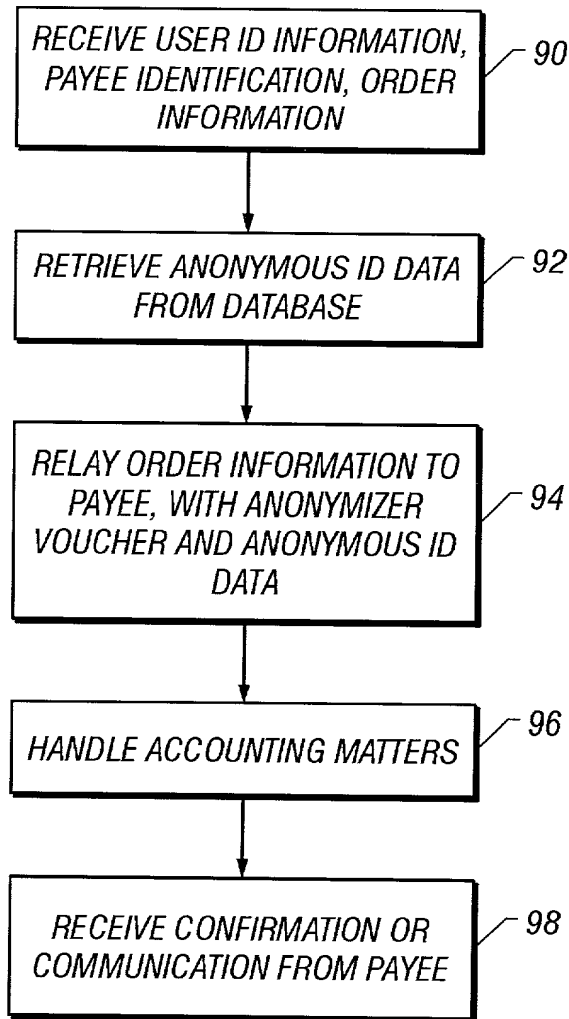 RECEIVE USER ID INFORMATION,
PAYEE IDENTIFICATION, ORDER
INFORMATION
90
RETRIEVE ANONYMOUS ID DATA
FROM DATABASE
92
RELAY ORDER INFORMATION TO
PAYEE, WITH ANONYMIZER
VOUCHER AND ANONYMOUS ID
DATA
94
HANDLE ACCOUNTING MATTERS
96
RECEIVE CONFIRMATION OR
COMMUNICATION FROM PAYEE
98